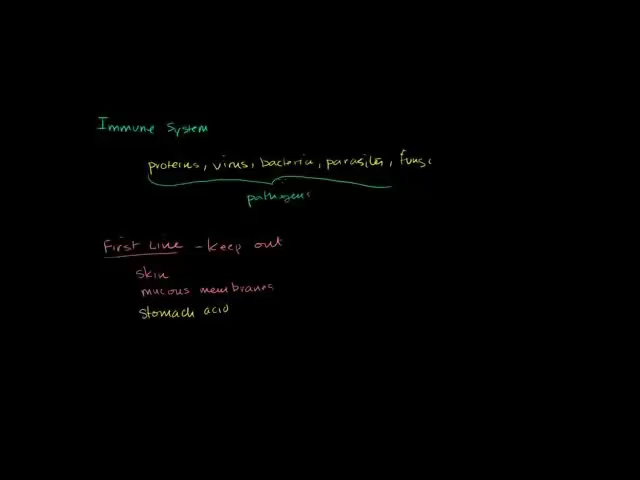 Immune System
proteins, virus, bacteria, parasites, fungi
pathogens
First Line - keep out
skin
mucous membranes
stomach acid